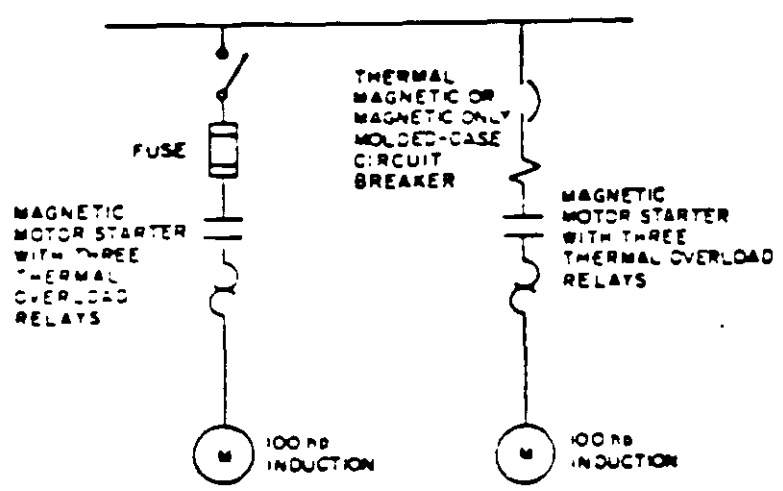 FUSE
MAGNETIC
MOTOR STARTER
WITH THREE
THERMAL
OVERLOAD
RELAYS
M
100 HP
INDUCTION
THERMAL
MAGNETIC OR
MAGNETIC ONLY
MOLDED-CASE
CIRCUIT
BREAKER
MAGNETIC
MOTOR STARTER
WITH THREE
THERMAL OVERLOAD
RELAYS
M
100 HP
INDUCTION